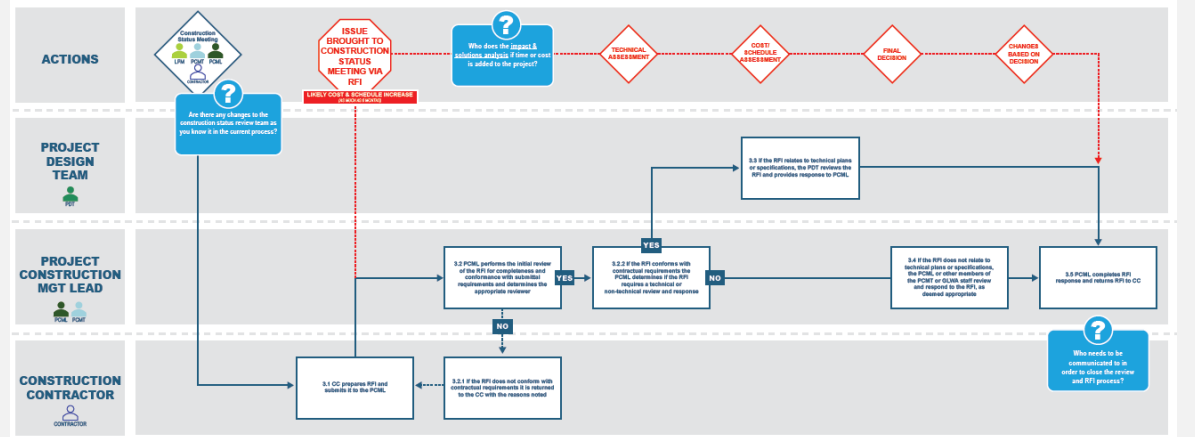 ACTIONS
Construction
Status Meeting
LPM
PCMT
PCML
CONTRACTOR
?
Are there any changes to the
construction status review team as
you know it in the current process?
ISSUE
BROUGHT TO
CONSTRUCTION
STATUS
MEETING VIA
RFI
LIKELY COST & SCHEDULE INCREASE
?
Who does the impact &
solutions analysis if time or cost
is added to the project?
TECHNICAL
ASSESSMENT
COST/
SCHEDULE
ASSESSMENT
FINAL
DECISION
CHANGES
BASED ON
DECISION
PROJECT
DESIGN
TEAM
PDT
3.3 If the RFI relates to technical plans
or specifications, the PDT reviews the
RFI and provides response to PCML
PROJECT
CONSTRUCTION
MGT LEAD
PCML
PCMT
3.2 PCML performs the initial review
of the RFI for completeness and
conformance with submittal
requirements and determines the
appropriate reviewer
YES
NO
3.2.2 If the RFI conforms with
contractual requirements the
PCML determines if the RFI
requires a technical or
non-technical review and response
YES
NO
3.4 If the RFI does not relate to
technical plans or specifications,
the PCML or other members of
the PCMT or GLWA staff review
and respond to the RFI, as
deemed appropriate
3.5 PCML completes RFI
response and returns RFI to CC
?
Who needs to be
communicated to in
order to close the review
and RFI process?
CONSTRUCTION
CONTRACTOR
CONTRACTOR
3.1 CC prepares RFI and
submits it to the PCML
3.2.1 If the RFI does not conform with
contractual requirements it is returned
to the CC with the reasons noted